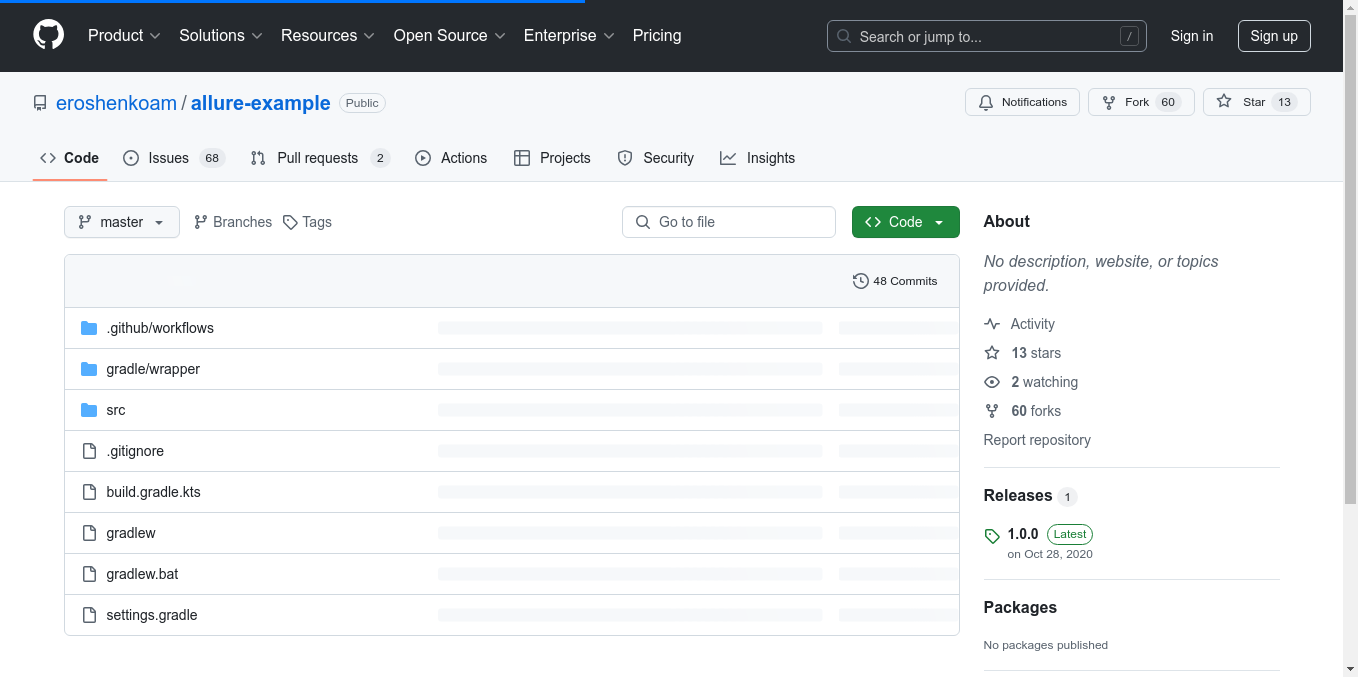 Product Solutions Resources Open Source Enterprise Pricing Search or jump to... / Sign in Sign up
eroshenkoam / allure-example Public Notifications Fork 60 Star 13
Code Issues 68 Pull requests 2 Actions Projects Security Insights
master Branches Tags Go to file Code
48 Commits
.github/workflows
gradle/wrapper
src
.gitignore
build.gradle.kts
gradlew
gradlew.bat
settings.gradle
About
No description, website, or topics
provided.
Activity
13 stars
2 watching
60 forks
Report repository
Releases 1
1.0.0 Latest
on Oct 28, 2020
Packages
No packages published